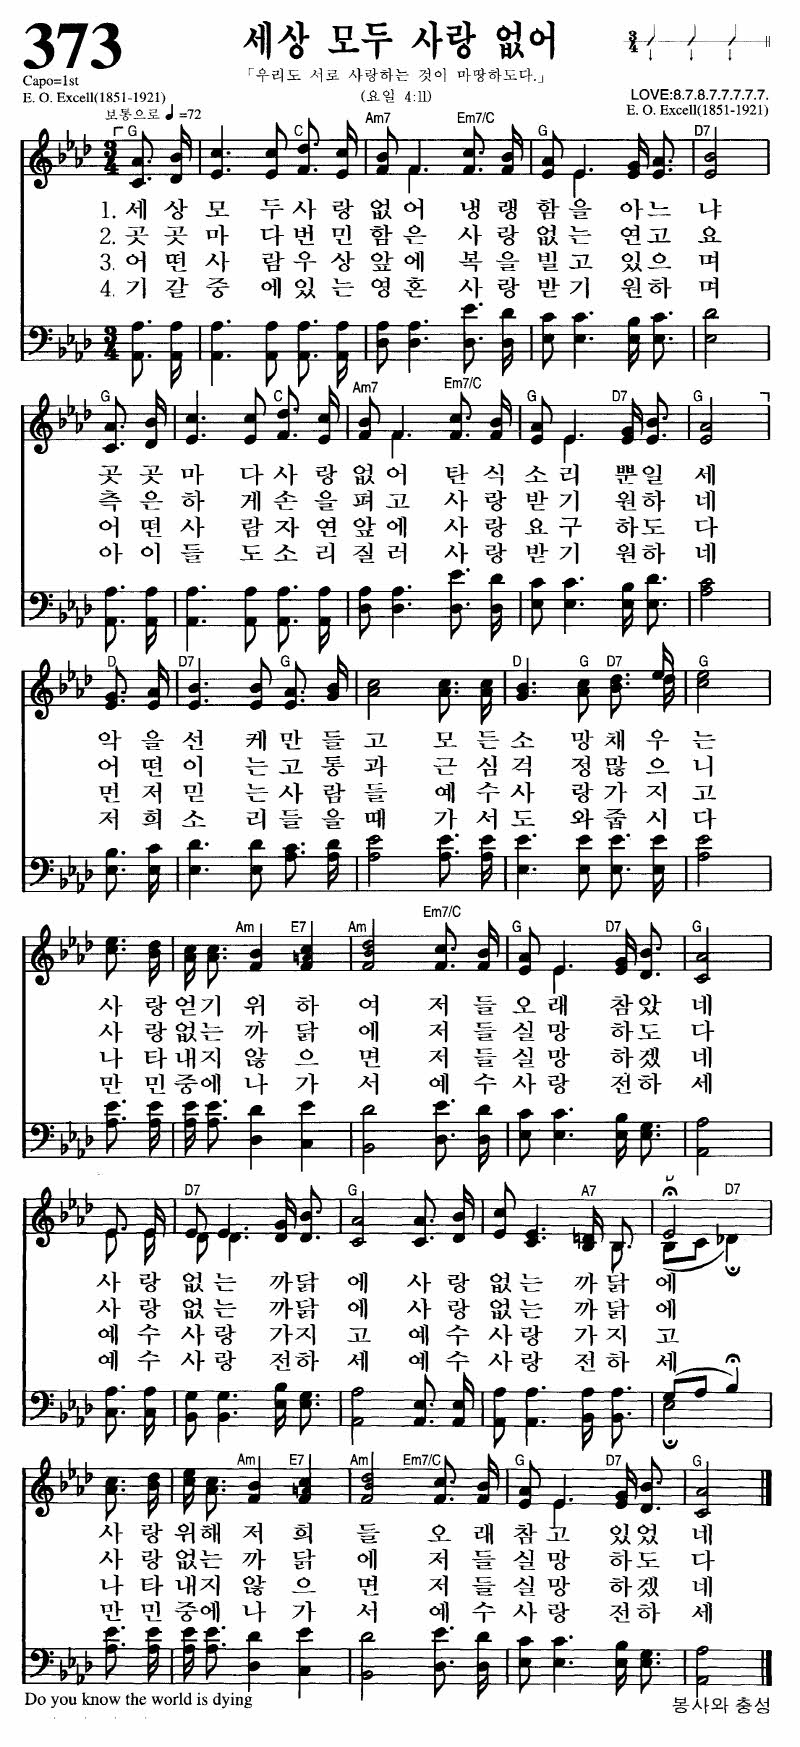 373
세상 모두 사랑 없어
Capo=1st
「우리도 서로 사랑하는 것이 마땅하도다.」
E. O. Excell(1851-1921)
(요일 4:11)
LOVE:8.7.8.7.7.7.7.7.
E. O. Excell(1851-1921)
보통으로 ♩=72
G C Am7 Em7/C G D7
1. 세 상 모 두 사 랑 없 어 냉 랭 함 을 아 느 냐
2. 곳 곳 마 다 번 민 함 은 사 랑 없 는 연 고 요
3. 어 떤 사 람 우 상 앞 에 복 을 빌 고 있 으 며
4. 기 갈 중 에 있 는 영 혼 사 랑 받 기 원 하 며
G C Am7 Em7/C G D7 G
곳 곳 마 다 사 랑 없 어 탄 식 소 리 뿐 일 세
측 은 하 게 손 을 펴 고 사 랑 받 기 원 하 네
어 떤 사 람 자 연 앞 에 사 랑 요 구 하 도 다
아 이 들 도 소 리 질 러 사 랑 받 기 원 하 네
D D7 G D G D7 G
악 을 선 케 만 들 고 모 든 소 망 채 우 는
어 떤 이 는 고 통 과 근 심 걱 정 많 으 니
먼 저 믿 는 사 람 들 예 수 사 랑 가 지 고
저 희 소 리 들 을 때 가 서 도 와 줍 시 다
Am E7 Am Em7/C G D7 G
사 랑 얻 기 위 하 여 저 들 오 래 참 았 네
사 랑 없 는 까 닭 에 저 들 실 망 하 도 다
나 타 내 지 않 으 면 저 들 실 망 하 겠 네
만 민 중 에 나 가 서 예 수 사 랑 전 하 세
D7 G A7 D D7
사 랑 없 는 까 닭 에 사 랑 없 는 까 닭 에
사 랑 없 는 까 닭 에 사 랑 없 는 까 닭 에
예 수 사 랑 가 지 고 예 수 사 랑 가 지 고
예 수 사 랑 전 하 세 예 수 사 랑 전 하 세
Am E7 Am Em7/C G D7 G
사 랑 위 해 저 희 들 오 래 참 고 있 었 네
사 랑 없 는 까 닭 에 저 들 실 망 하 도 다
나 타 내 지 않 으 면 저 들 실 망 하 겠 네
만 민 중 에 나 가 서 예 수 사 랑 전 하 세
Do you know the world is dying
봉사와 충성